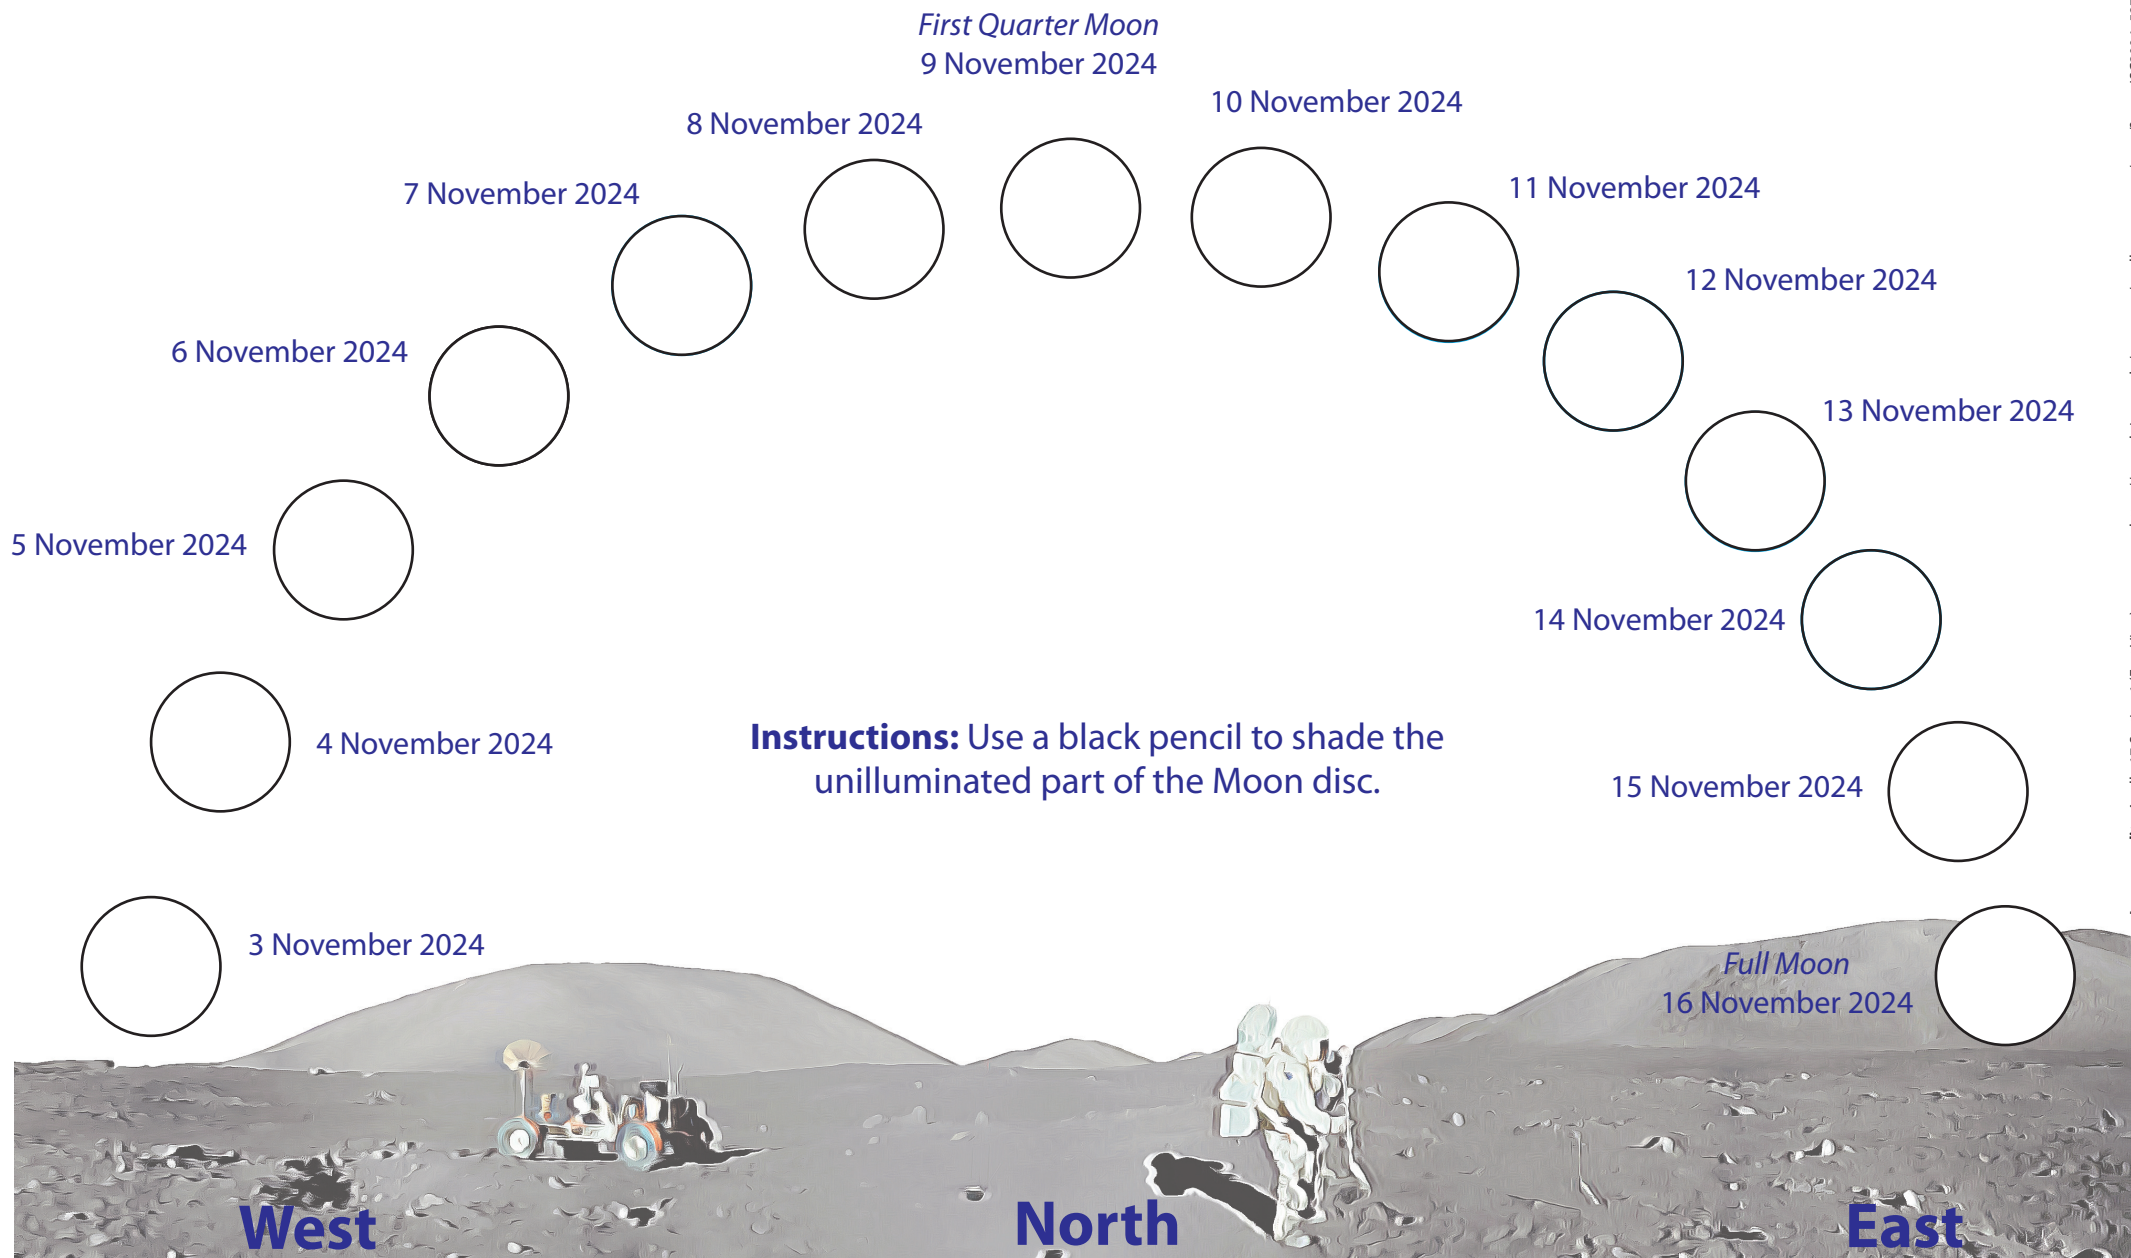 First Quarter Moon
9 November 2024
10 November 2024
8 November 2024
11 November 2024
7 November 2024
12 November 2024
6 November 2024
13 November 2024
5 November 2024
14 November 2024
4 November 2024
Instructions: Use a black pencil to shade the
unilluminated part of the Moon disc.
15 November 2024
3 November 2024
Full Moon
16 November 2024
West
North
East